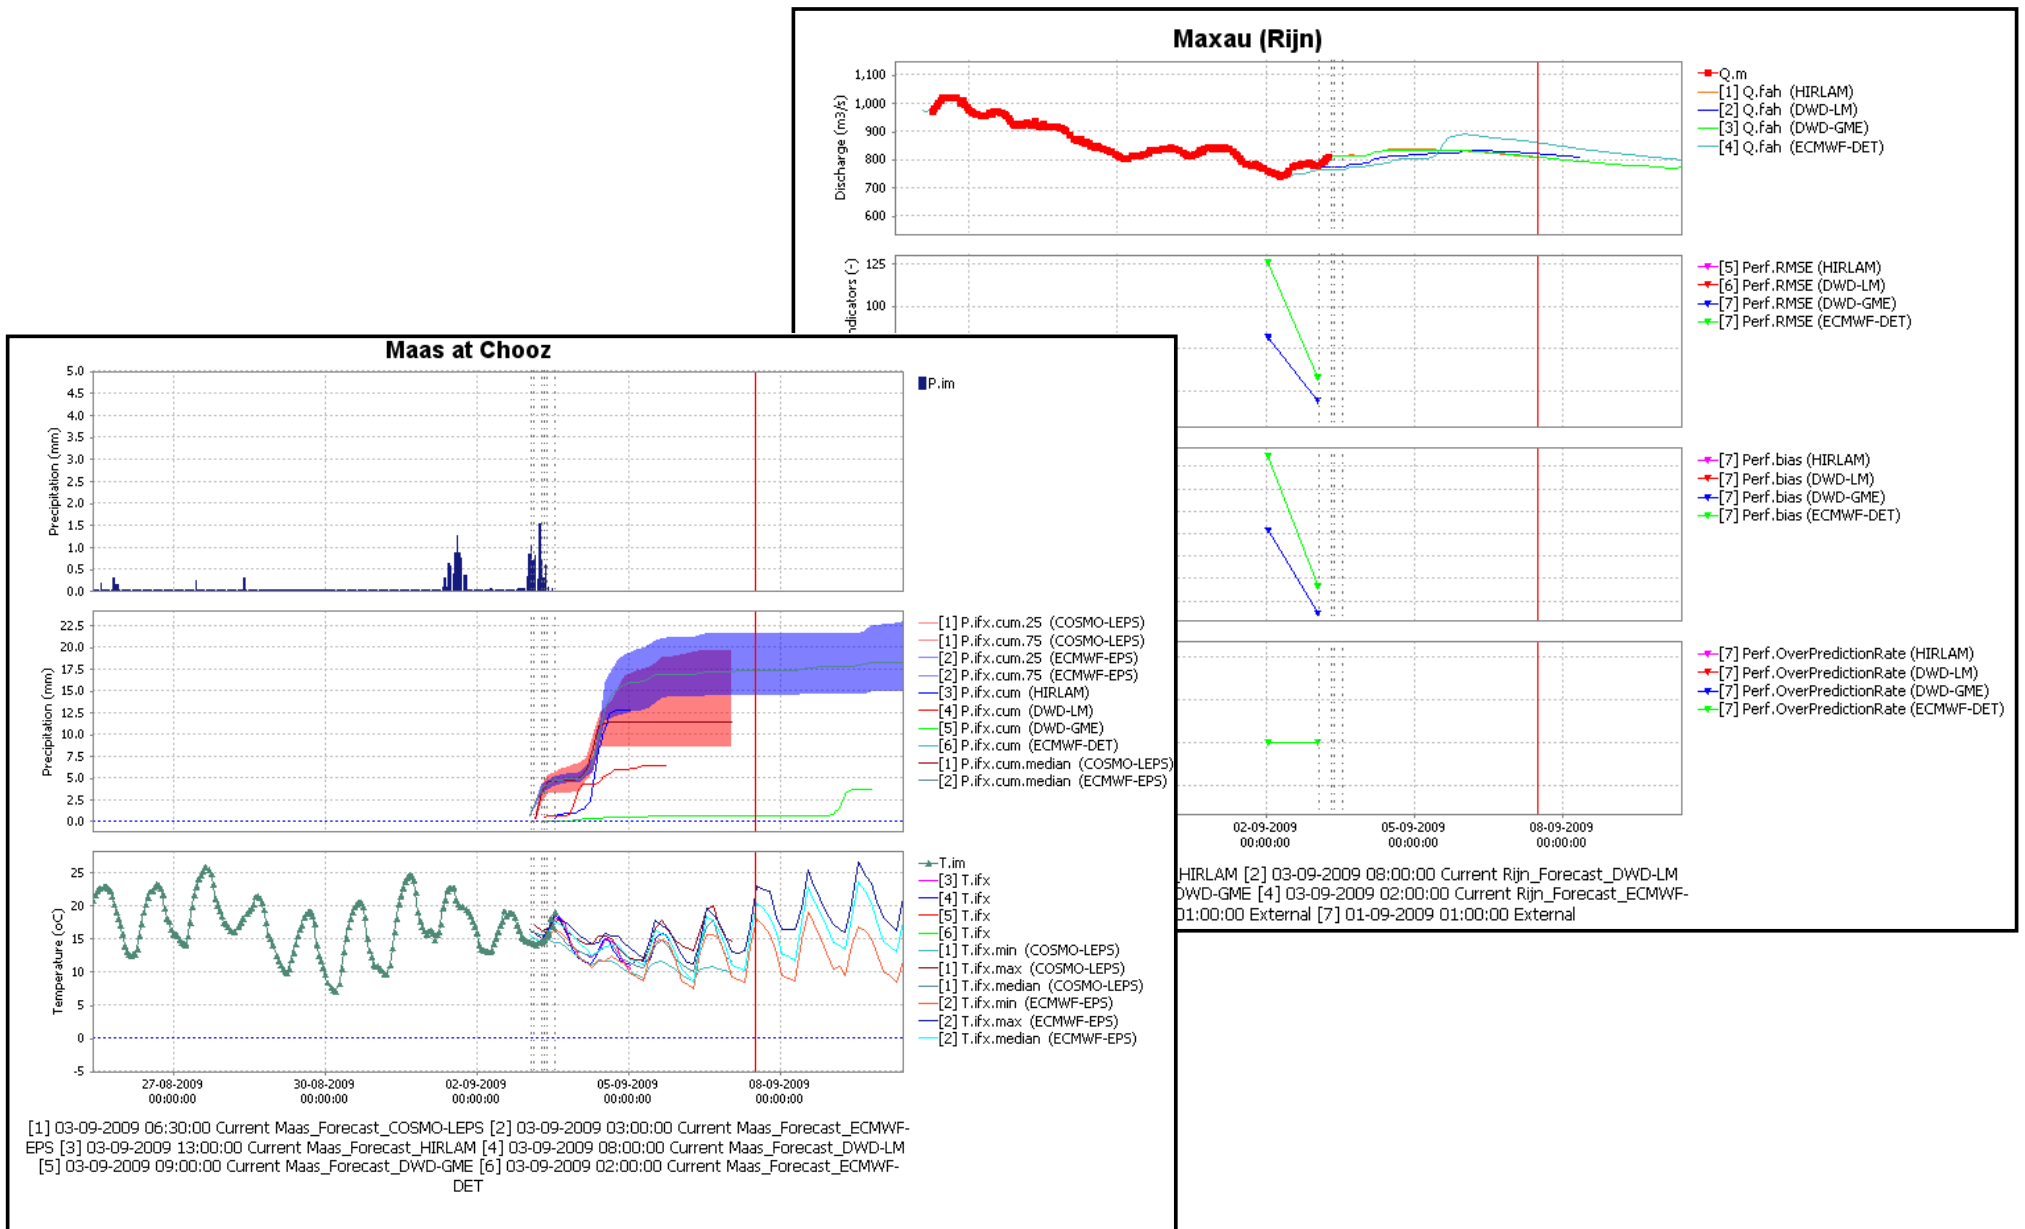 Maxau (Rijn)
1,100
1,000
900
800
700
600
Discharge (m3/s)
Q.m
[1] Q.fah (HIRLAM)
[2] Q.fah (DWD-LM)
[3] Q.fah (DWD-GME)
[4] Q.fah (ECMWF-DET)
125
100
ndicators (-)
[5] Perf.RMSE (HIRLAM)
[6] Perf.RMSE (DWD-LM)
[7] Perf.RMSE (DWD-GME)
[7] Perf.RMSE (ECMWF-DET)
[7] Perf.bias (HIRLAM)
[7] Perf.bias (DWD-LM)
[7] Perf.bias (DWD-GME)
[7] Perf.bias (ECMWF-DET)
[7] Perf.OverPredictionRate (HIRLAM)
[7] Perf.OverPredictionRate (DWD-LM)
[7] Perf.OverPredictionRate (DWD-GME)
[7] Perf.OverPredictionRate (ECMWF-DET)
02-09-2009 05-09-2009 08-09-2009
00:00:00 00:00:00 00:00:00
HIRLAM [2] 03-09-2009 08:00:00 Current Rijn_Forecast_DWD-LM
DWD-GME [4] 03-09-2009 02:00:00 Current Rijn_Forecast_ECMWF-
01:00:00 External [7] 01-09-2009 01:00:00 External
Maas at Chooz
5.0
4.5
4.0
3.5
3.0
2.5
2.0
1.5
1.0
0.5
0.0
Precipitation (mm)
P.im
22.5
20.0
17.5
15.0
12.5
10.0
7.5
5.0
2.5
0.0
Precipitation (mm)
[1] P.ifx.cum.25 (COSMO-LEPS)
[1] P.ifx.cum.75 (COSMO-LEPS)
[2] P.ifx.cum.25 (ECMWF-EPS)
[2] P.ifx.cum.75 (ECMWF-EPS)
[3] P.ifx.cum (HIRLAM)
[4] P.ifx.cum (DWD-LM)
[5] P.ifx.cum (DWD-GME)
[6] P.ifx.cum (ECMWF-DET)
[1] P.ifx.cum.median (COSMO-LEPS)
[2] P.ifx.cum.median (ECMWF-EPS)
25
20
15
10
5
0
-5
Temperature (oC)
T.im
[3] T.ifx
[4] T.ifx
[5] T.ifx
[6] T.ifx
[1] T.ifx.min (COSMO-LEPS)
[1] T.ifx.max (COSMO-LEPS)
[1] T.ifx.median (COSMO-LEPS)
[2] T.ifx.min (ECMWF-EPS)
[2] T.ifx.max (ECMWF-EPS)
[2] T.ifx.median (ECMWF-EPS)
27-08-2009 30-08-2009 02-09-2009 05-09-2009 08-09-2009
00:00:00 00:00:00 00:00:00 00:00:00 00:00:00
[1] 03-09-2009 06:30:00 Current Maas_Forecast_COSMO-LEPS [2] 03-09-2009 03:00:00 Current Maas_Forecast_ECMWF-
EPS [3] 03-09-2009 13:00:00 Current Maas_Forecast_HIRLAM [4] 03-09-2009 08:00:00 Current Maas_Forecast_DWD-LM
[5] 03-09-2009 09:00:00 Current Maas_Forecast_DWD-GME [6] 03-09-2009 02:00:00 Current Maas_Forecast_ECMWF-
DET